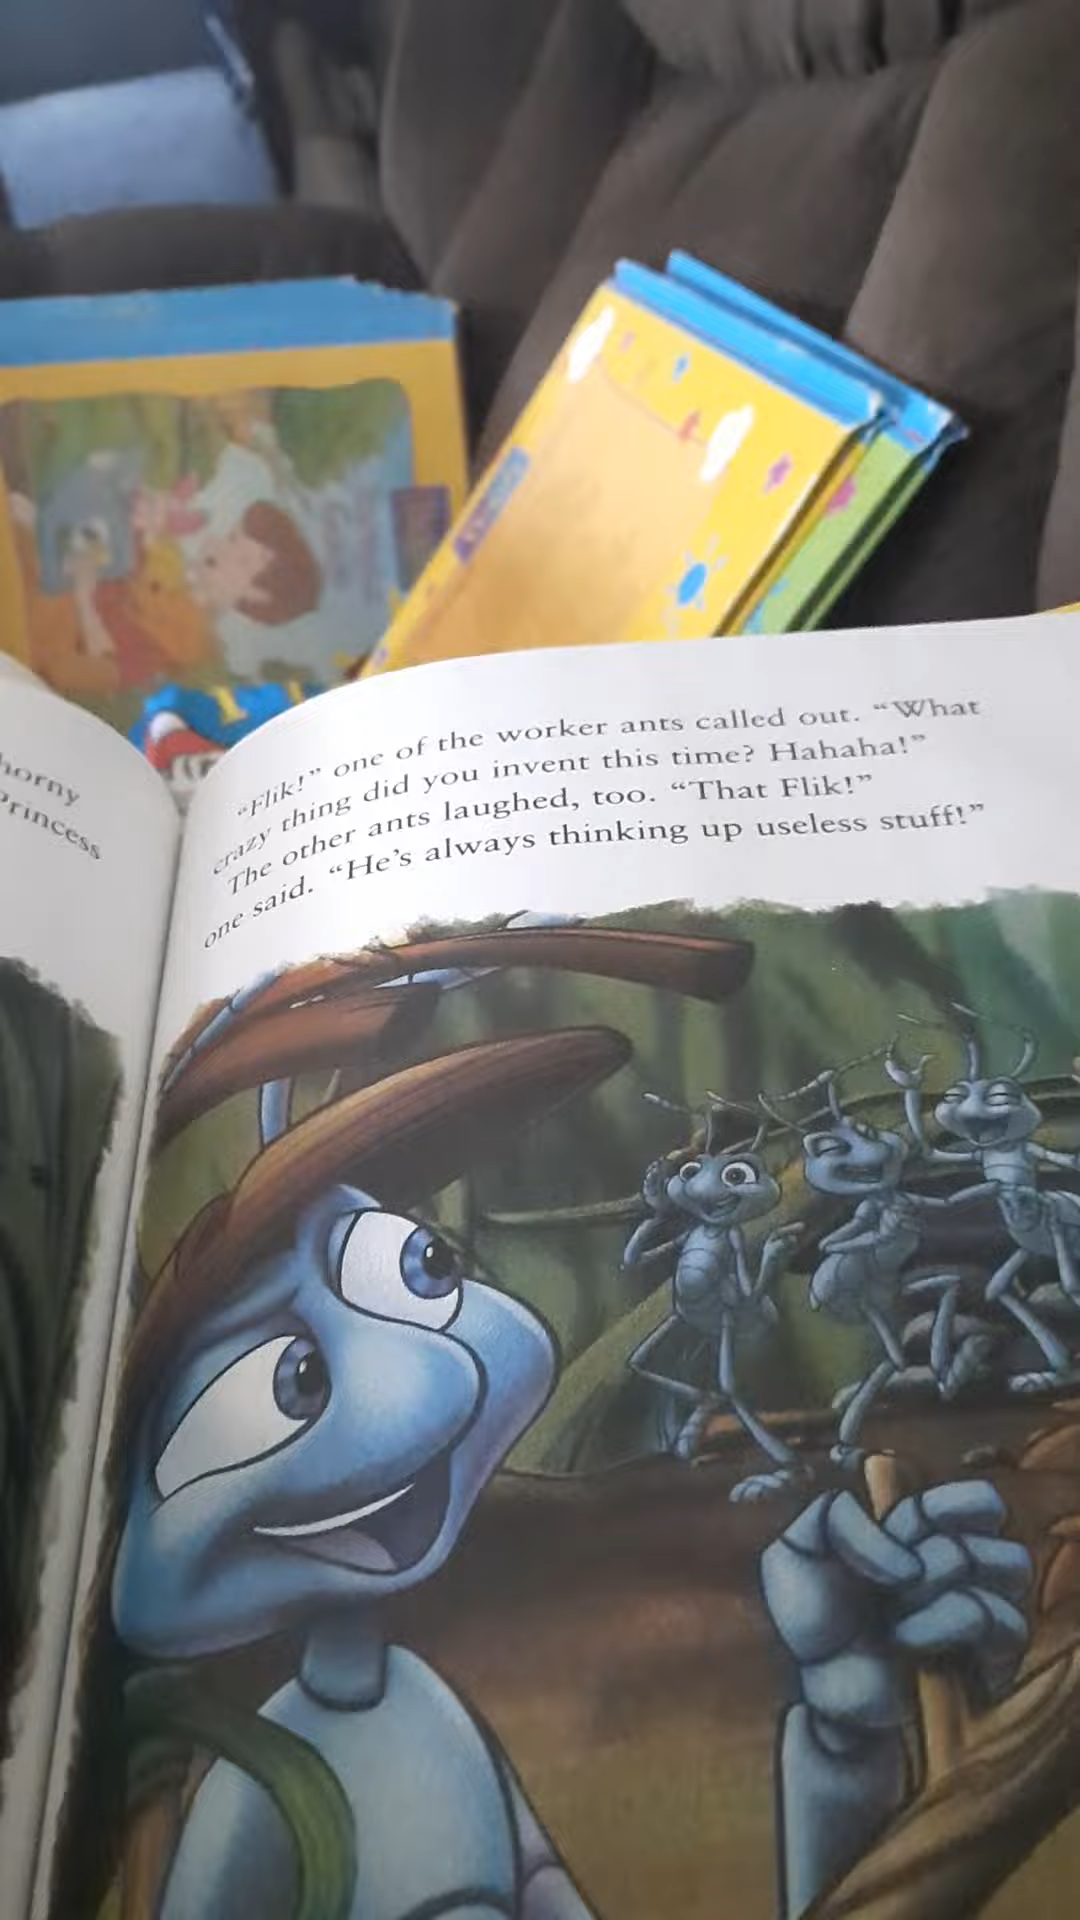 horny
Princess
“Flik!” one of the worker ants called out. “What
crazy thing did you invent this time? Hahaha!”
The other ants laughed, too. “That Flik!”
one said. “He’s always thinking up useless stuff!”